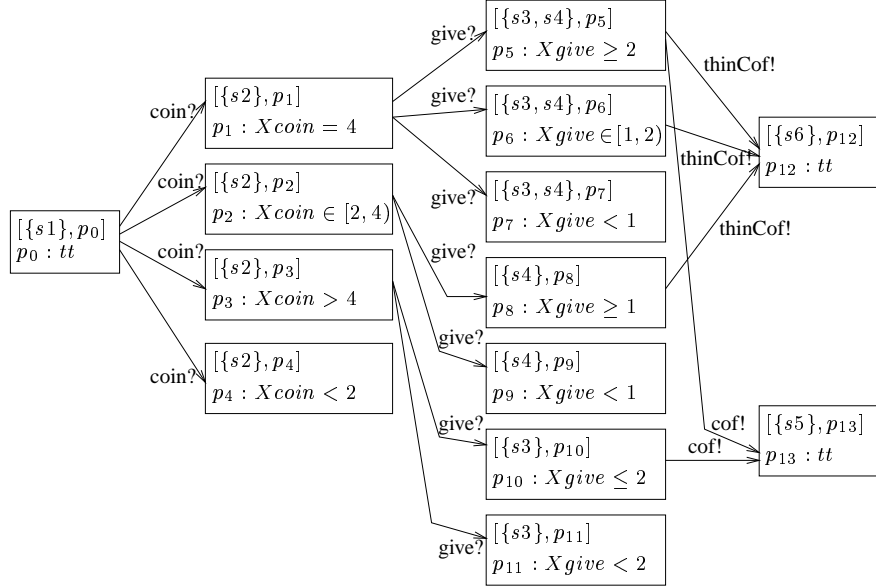 [{s1}, p₀]
p₀ : tt
coin?
coin?
coin?
coin?
[{s2}, p₁]
p₁ : Xcoin = 4
[{s2}, p₂]
p₂ : Xcoin ∈ [2, 4)
[{s2}, p₃]
p₃ : Xcoin > 4
[{s2}, p₄]
p₄ : Xcoin < 2
give?
give?
give?
give?
give?
give?
give?
[{s3, s4}, p₅]
p₅ : Xgive ≥ 2
[{s3, s4}, p₆]
p₆ : Xgive ∈ [1, 2)
[{s3, s4}, p₇]
p₇ : Xgive < 1
[{s4}, p₈]
p₈ : Xgive ≥ 1
[{s4}, p₉]
p₉ : Xgive < 1
[{s3}, p₁₀]
p₁₀ : Xgive ≤ 2
[{s3}, p₁₁]
p₁₁ : Xgive < 2
thinCof!
thinCof!
thinCof!
cof!
cof!
[{s6}, p₁₂]
p₁₂ : tt
[{s5}, p₁₃]
p₁₃ : tt